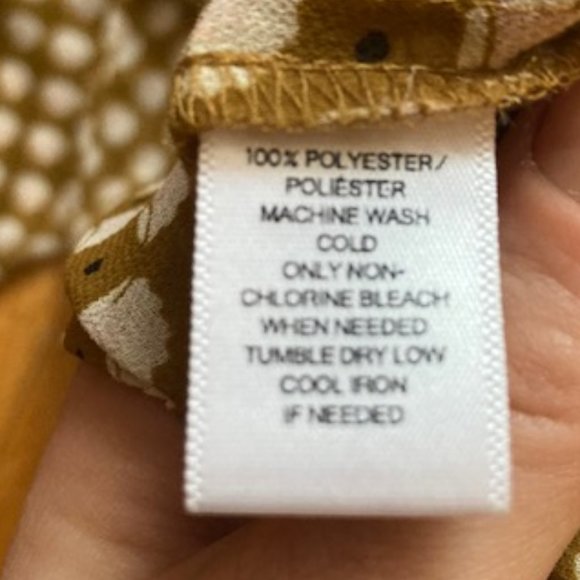 100% POLYESTER/
POLIÉSTER
MACHINE WASH
COLD
ONLY NON-
CHLORINE BLEACH
WHEN NEEDED
TUMBLE DRY LOW
COOL IRON
IF NEEDED